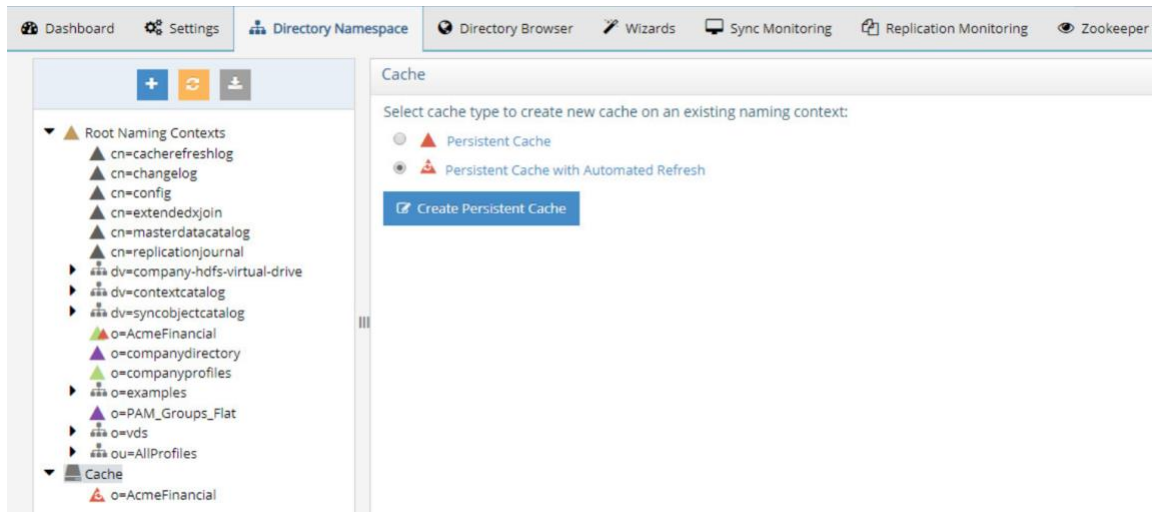 Dashboard Settings Directory Namespace Directory Browser Wizards Sync Monitoring Replication Monitoring Zookeeper
Cache
Select cache type to create new cache on an existing naming context:
Persistent Cache
Persistent Cache with Automated Refresh
Create Persistent Cache
Root Naming Contexts
cn=cacherefreshlog
cn=changelog
cn=config
cn=extendedxjoin
cn=masterdatacatalog
cn=replicationjournal
dv=company-hdfs-virtual-drive
dv=contextcatalog
dv=syncobjectcatalog
o=AcmeFinancial
o=companydirectory
o=companyprofiles
o=examples
o=PAM_Groups_Flat
o=vds
ou=AllProfiles
Cache
o=AcmeFinancial